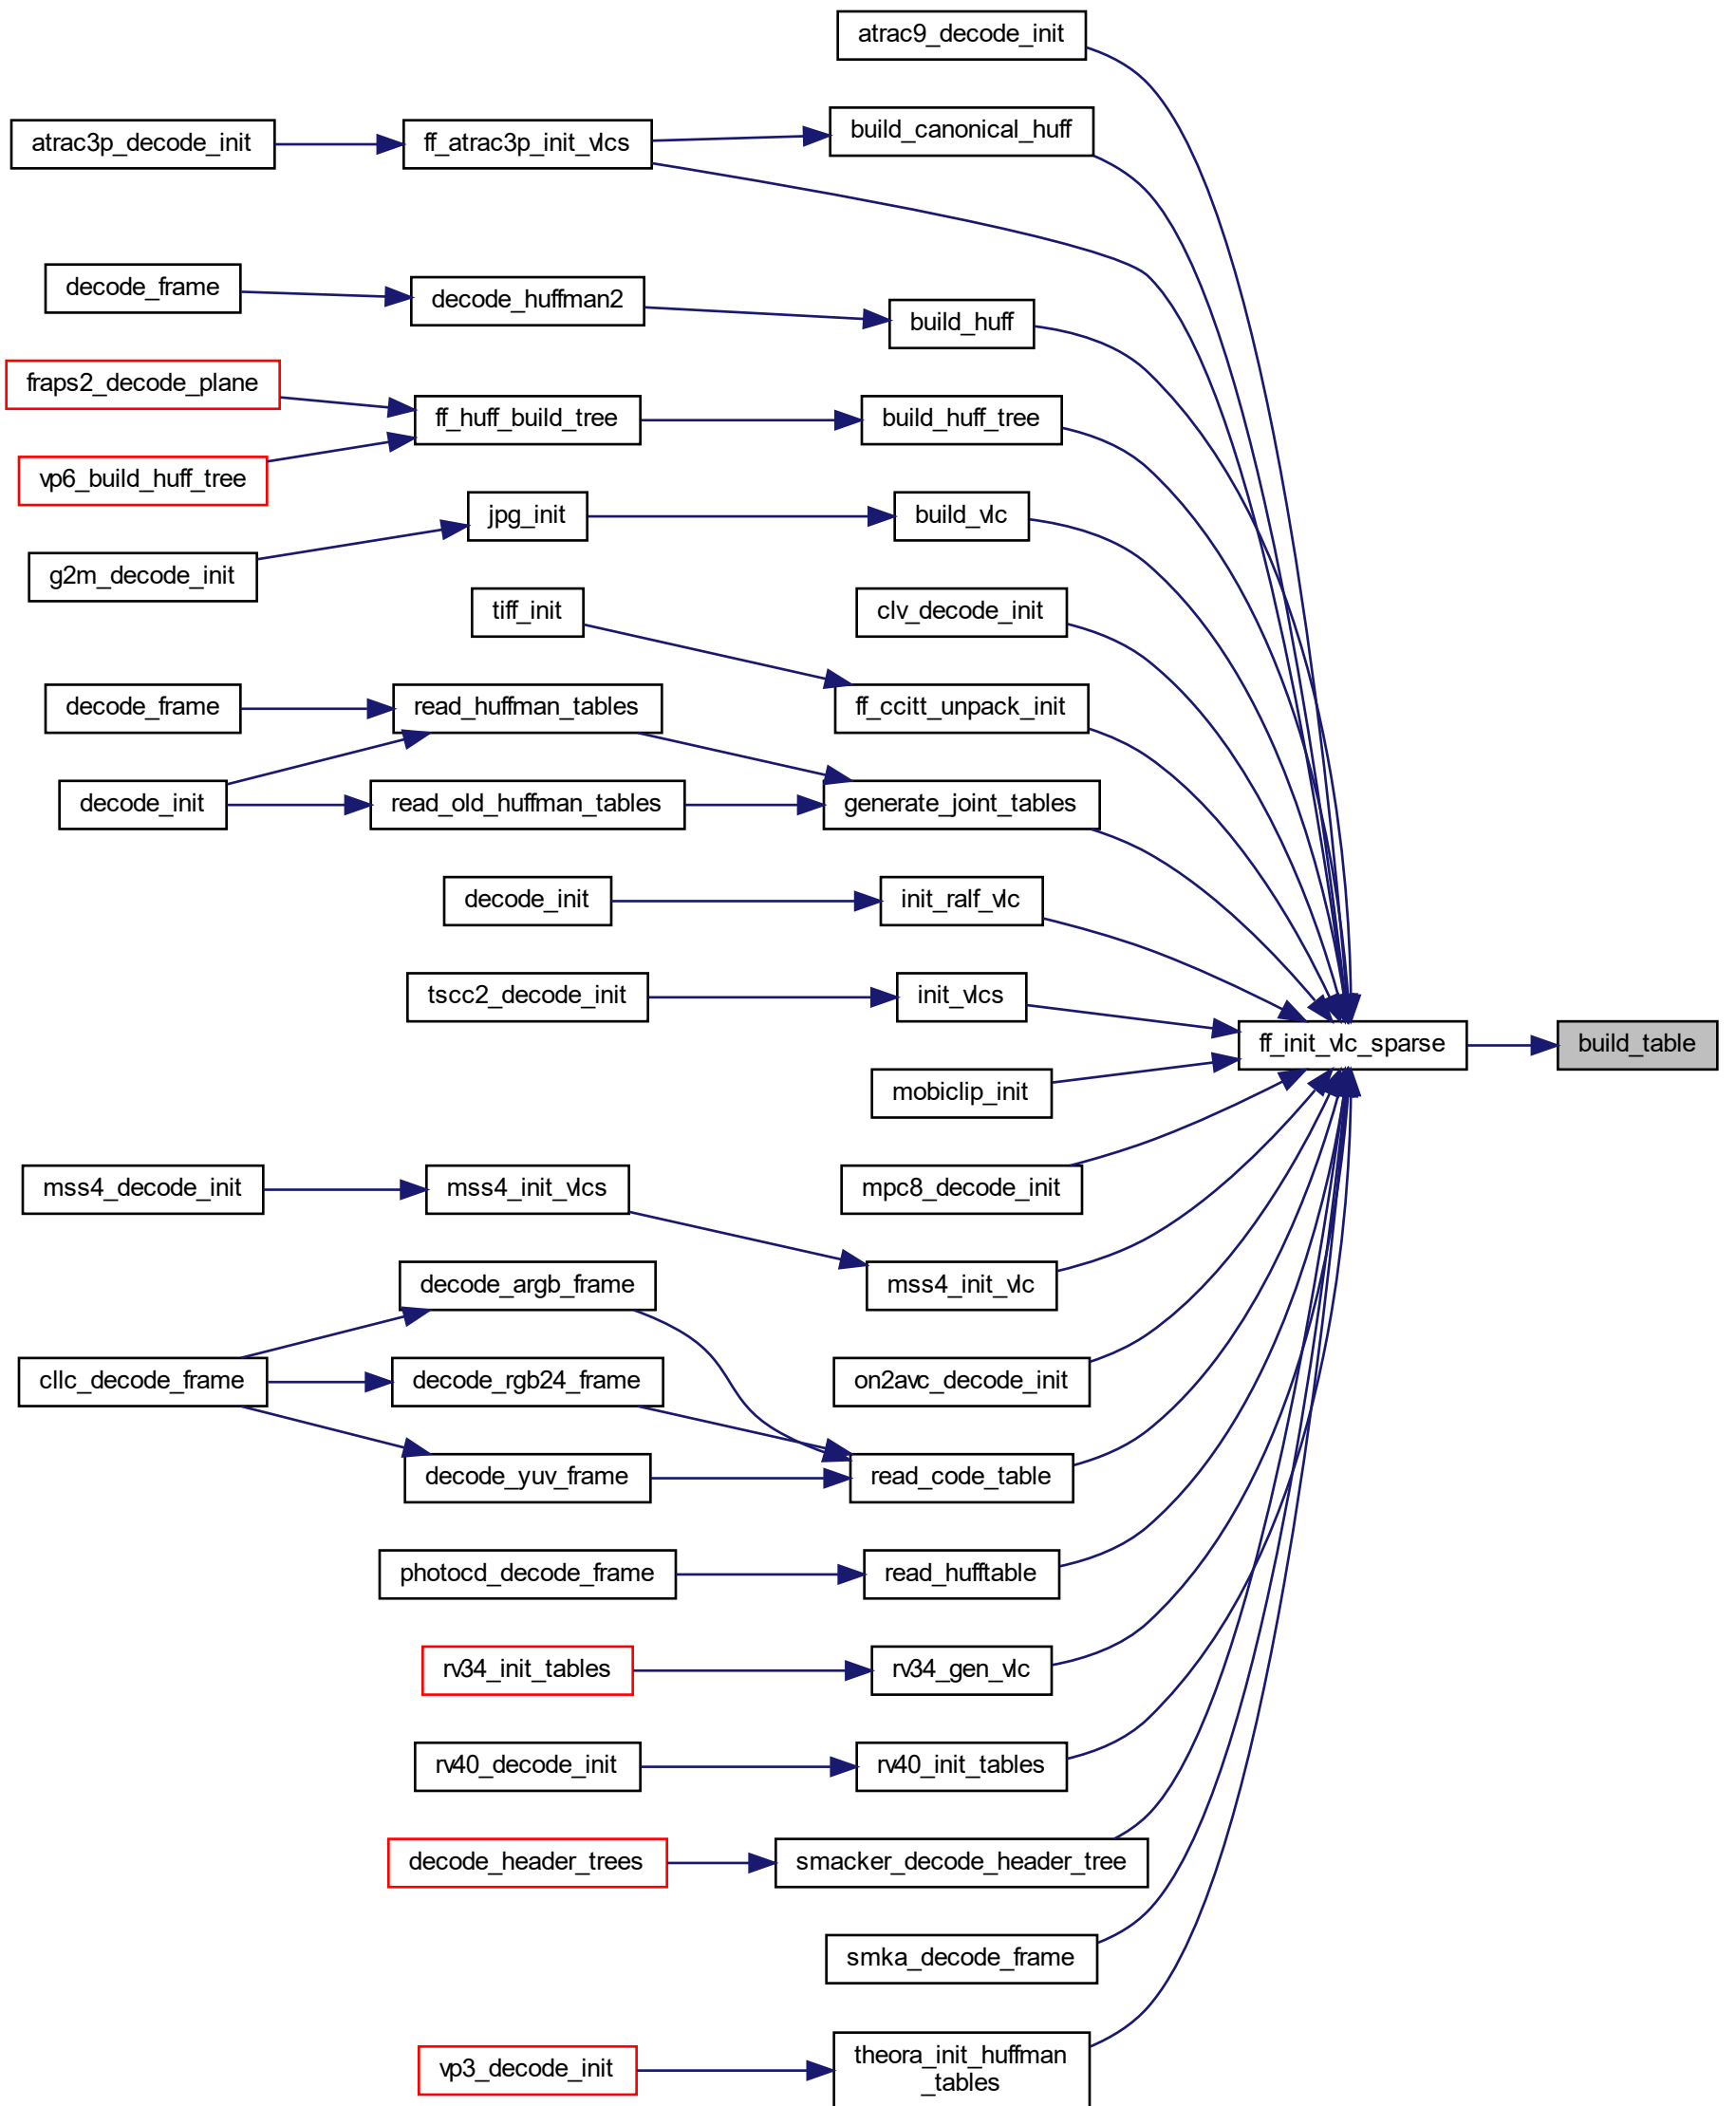 atrac9_decode_init
build_canonical_huff
atrac3p_decode_init
ff_atrac3p_init_vlcs
decode_frame
decode_huffman2
build_huff
fraps2_decode_plane
ff_huff_build_tree
build_huff_tree
vp6_build_huff_tree
jpg_init
build_vlc
g2m_decode_init
tiff_init
clv_decode_init
decode_frame
read_huffman_tables
ff_ccitt_unpack_init
decode_init
read_old_huffman_tables
generate_joint_tables
decode_init
init_ralf_vlc
tscc2_decode_init
init_vlcs
ff_init_vlc_sparse
build_table
mobiclip_init
mss4_decode_init
mss4_init_vlcs
mpc8_decode_init
decode_argb_frame
mss4_init_vlc
cllc_decode_frame
decode_rgb24_frame
on2avc_decode_init
decode_yuv_frame
read_code_table
photocd_decode_frame
read_hufftable
rv34_init_tables
rv34_gen_vlc
rv40_decode_init
rv40_init_tables
decode_header_trees
smacker_decode_header_tree
smka_decode_frame
vp3_decode_init
theora_init_huffman
_tables